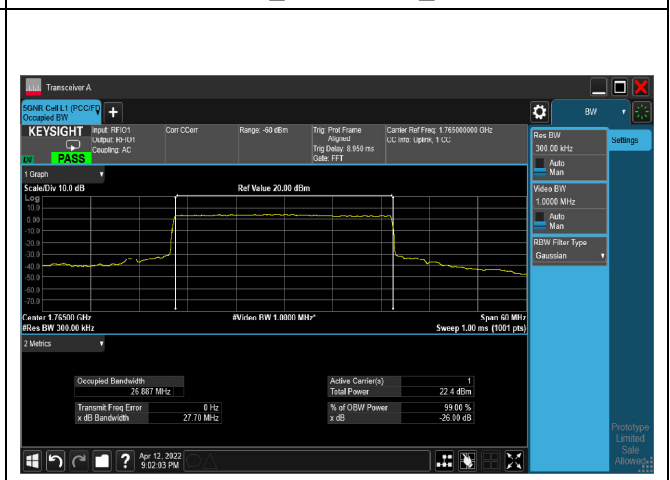 Transceiver A
5GNR Cell L1 (PCC/FD
Occupied BW
BW
KEYSIGHT
Input: RFIO1
Output: RFIO1
Coupling: AC
Corr CCorr
Range: -60 dBm
Trig: Prot Frame
Aligned
Trig Delay: 8.950 ms
Gate: FFT
Carrier Ref Freq: 1.765000000 GHz
CC Info: Uplink, 1 CC
PASS
Res BW
300.00 kHz
Auto
Man
Video BW
1.0000 MHz
Auto
Man
RBW Filter Type
Gaussian
Settings
1 Graph
Scale/Div 10.0 dB
Ref Value 20.00 dBm
Log
10.0
0.00
-10.0
-20.0
-30.0
-40.0
-50.0
-60.0
-70.0
Center 1.76500 GHz
#Video BW 1.0000 MHz*
Span 60 MHz
#Res BW 300.00 kHz
Sweep 1.00 ms (1001 pts)
2 Metrics
Occupied Bandwidth
26.887 MHz
Active Carrier(s) 1
Total Power 22.4 dBm
Transmit Freq Error 0 Hz
x dB Bandwidth 27.70 MHz
% of OBW Power 99.00 %
x dB -26.00 dB
Apr 12, 2022
9:02:03 PM
Prototype
Limited
Sale
Allowed